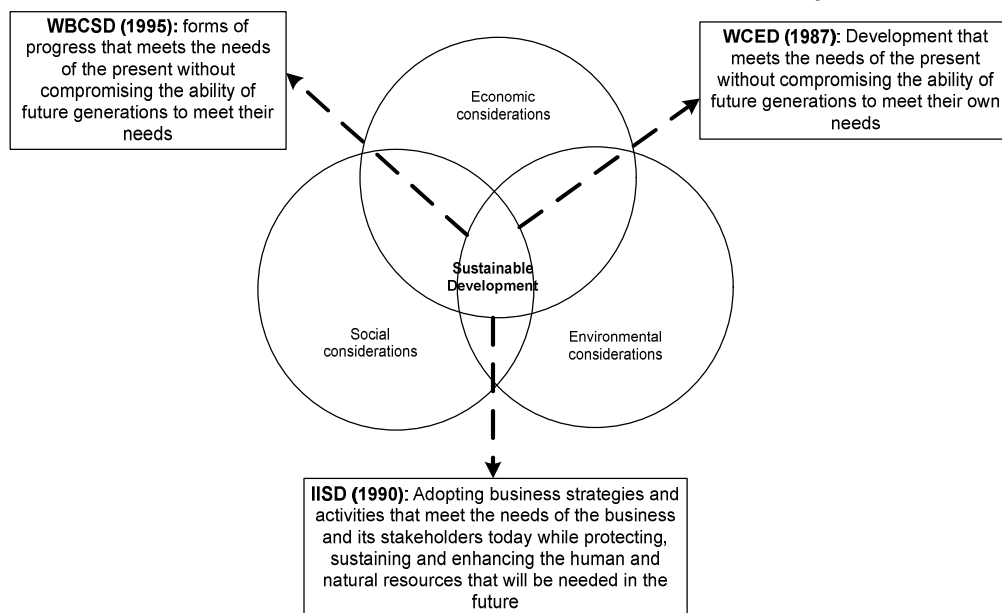 WBCSD (1995): forms of
progress that meets the needs
of the present without
compromising the ability of
future generations to meet their
needs
WCED (1987): Development that
meets the needs of the present
without compromising the ability of
future generations to meet their own
needs
Economic
considerations
Sustainable
Development
Social
considerations
Environmental
considerations
IISD (1990): Adopting business strategies and
activities that meet the needs of the business
and its stakeholders today while protecting,
sustaining and enhancing the human and
natural resources that will be needed in the
future